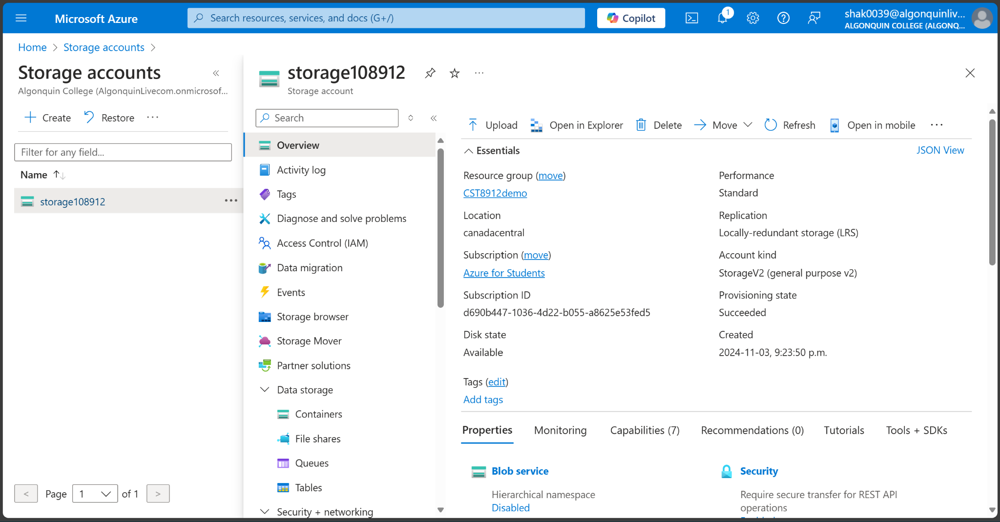 Microsoft Azure
Search resources, services, and docs (G+/)
Copilot
1
shak0039@algonquinliv...
ALGONQUIN COLLEGE (ALGONQ...
Home > Storage accounts >
Storage accounts
Algonquin College (AlgonquinLivecom.onmicrosof...
Create
Restore
Filter for any field...
Name
storage108912
< Page 1 of 1 >
storage108912
Storage account
Search
Overview
Activity log
Tags
Diagnose and solve problems
Access Control (IAM)
Data migration
Events
Storage browser
Storage Mover
Partner solutions
Data storage
Containers
File shares
Queues
Tables
Security + networking
Upload
Open in Explorer
Delete
Move
Refresh
Open in mobile
Essentials
JSON View
Resource group (move)
CST8912demo
Location
canadacentral
Subscription (move)
Azure for Students
Subscription ID
d690b447-1036-4d22-b055-a8625e53fed5
Disk state
Available
Tags (edit)
Add tags
Performance
Standard
Replication
Locally-redundant storage (LRS)
Account kind
StorageV2 (general purpose v2)
Provisioning state
Succeeded
Created
2024-11-03, 9:23:50 p.m.
Properties
Monitoring
Capabilities (7)
Recommendations (0)
Tutorials
Tools + SDKs
Blob service
Hierarchical namespace
Disabled
Security
Require secure transfer for REST API
operations